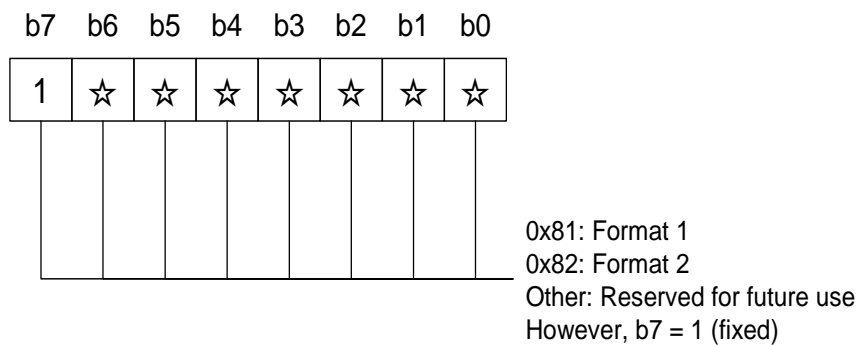 b7 b6 b5 b4 b3 b2 b1 b0
1 ☆ ☆ ☆ ☆ ☆ ☆ ☆
0x81: Format 1
0x82: Format 2
Other: Reserved for future use
However, b7 = 1 (fixed)